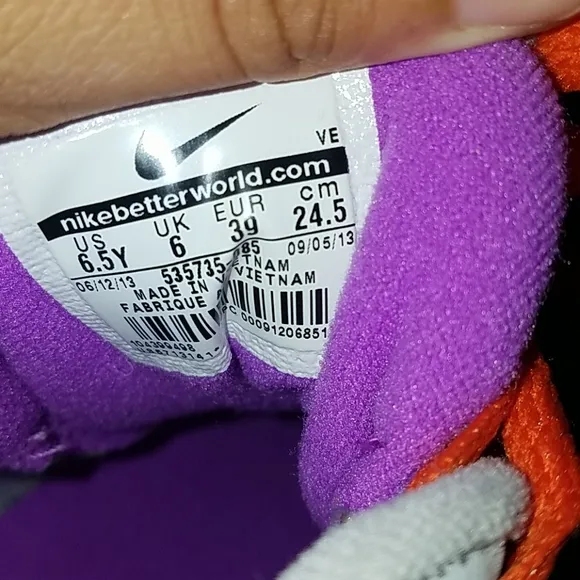 VE
nikebetterworld.com
US UK EUR cm
6.5Y 6 39 24.5
06/12/13 535735- 85 09/05/13
MADE IN VIETNAM
FABRIQUE VIETNAM
00091206851